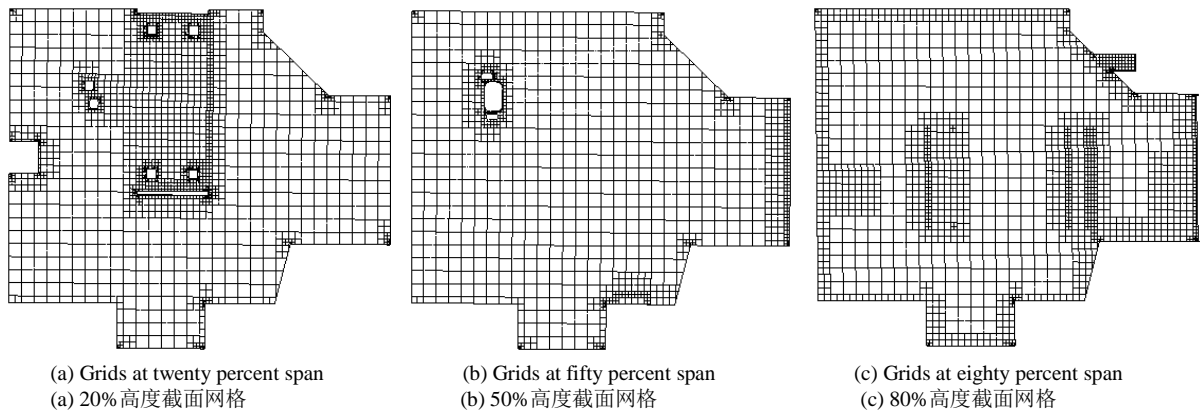 (a) Grids at twenty percent span
(a) 20%高度截面网格
(b) Grids at fifty percent span
(b) 50%高度截面网格
(c) Grids at eighty percent span
(c) 80%高度截面网格